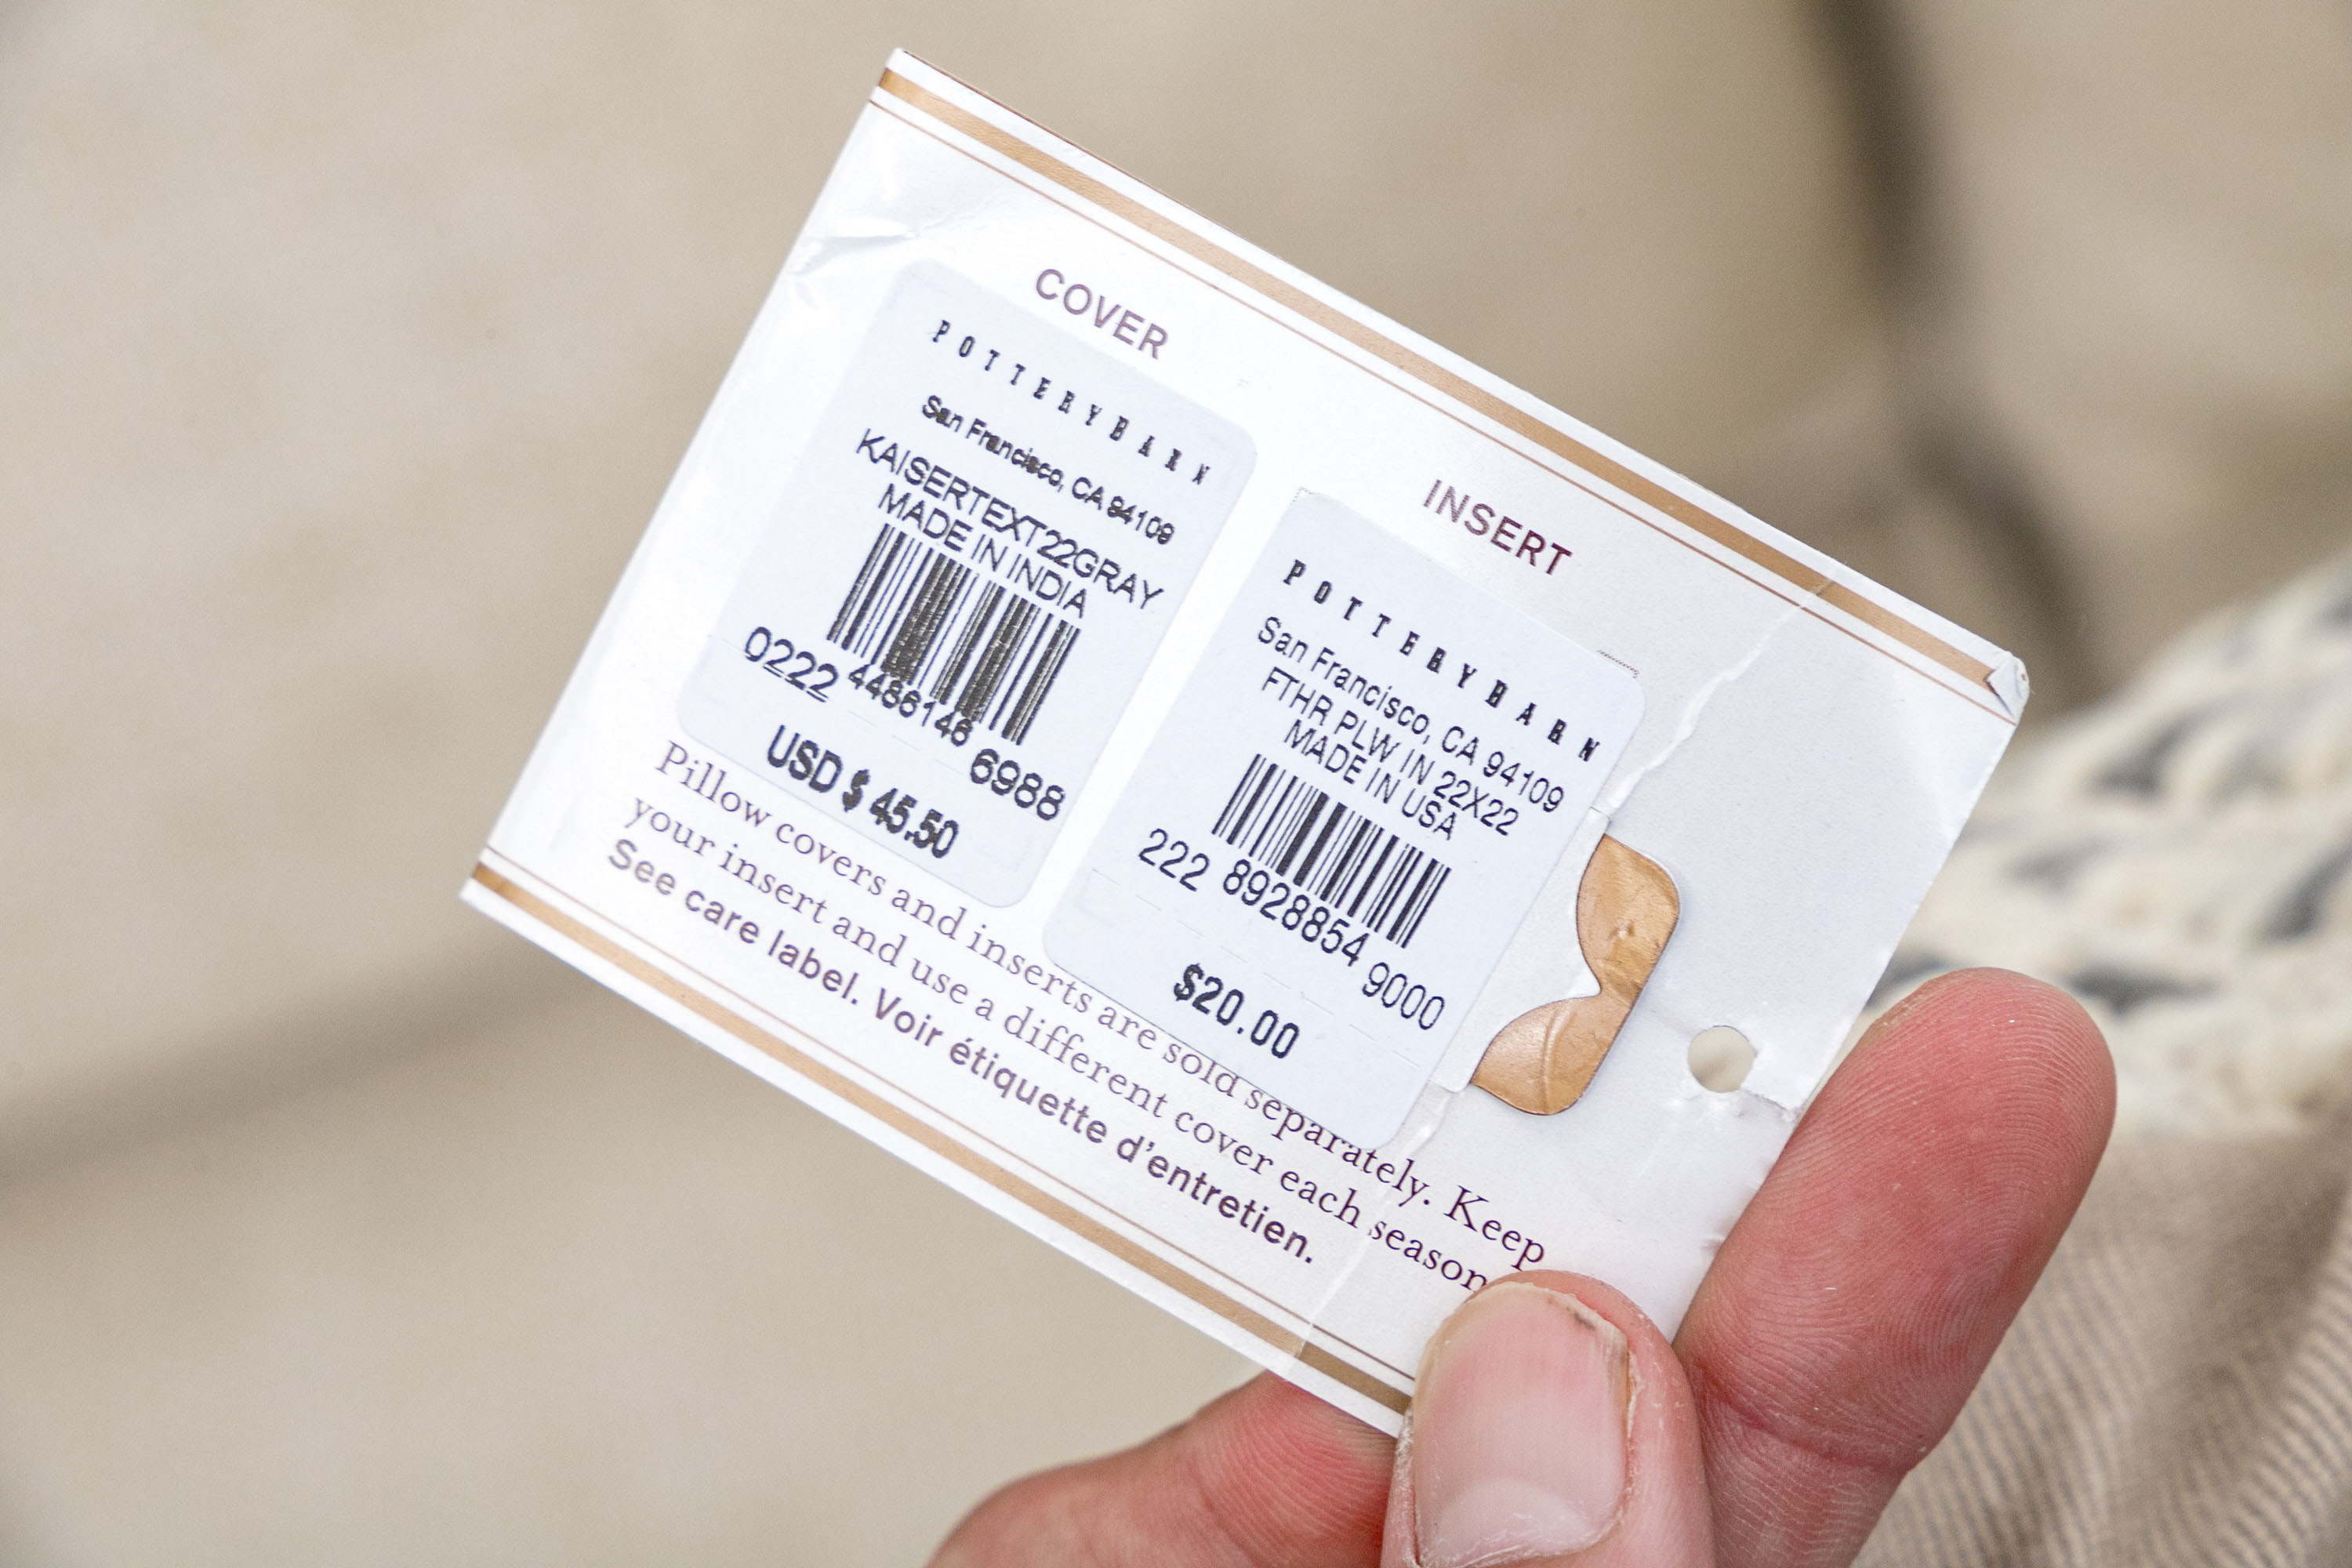 COVER
POTTERYBARN
San Francisco, CA 94109
KAISERTEXT22GRAY
MADE IN INDIA
0222 4486146 6988
USD $ 45.50
INSERT
POTTERYBARN
San Francisco, CA 94109
FTHR PLW IN 22X22
MADE IN USA
222 8928854 9000
$20.00
Pillow covers and inserts are sold separately. Keep
your insert and use a different cover each season
See care label. Voir étiquette d'entretien.